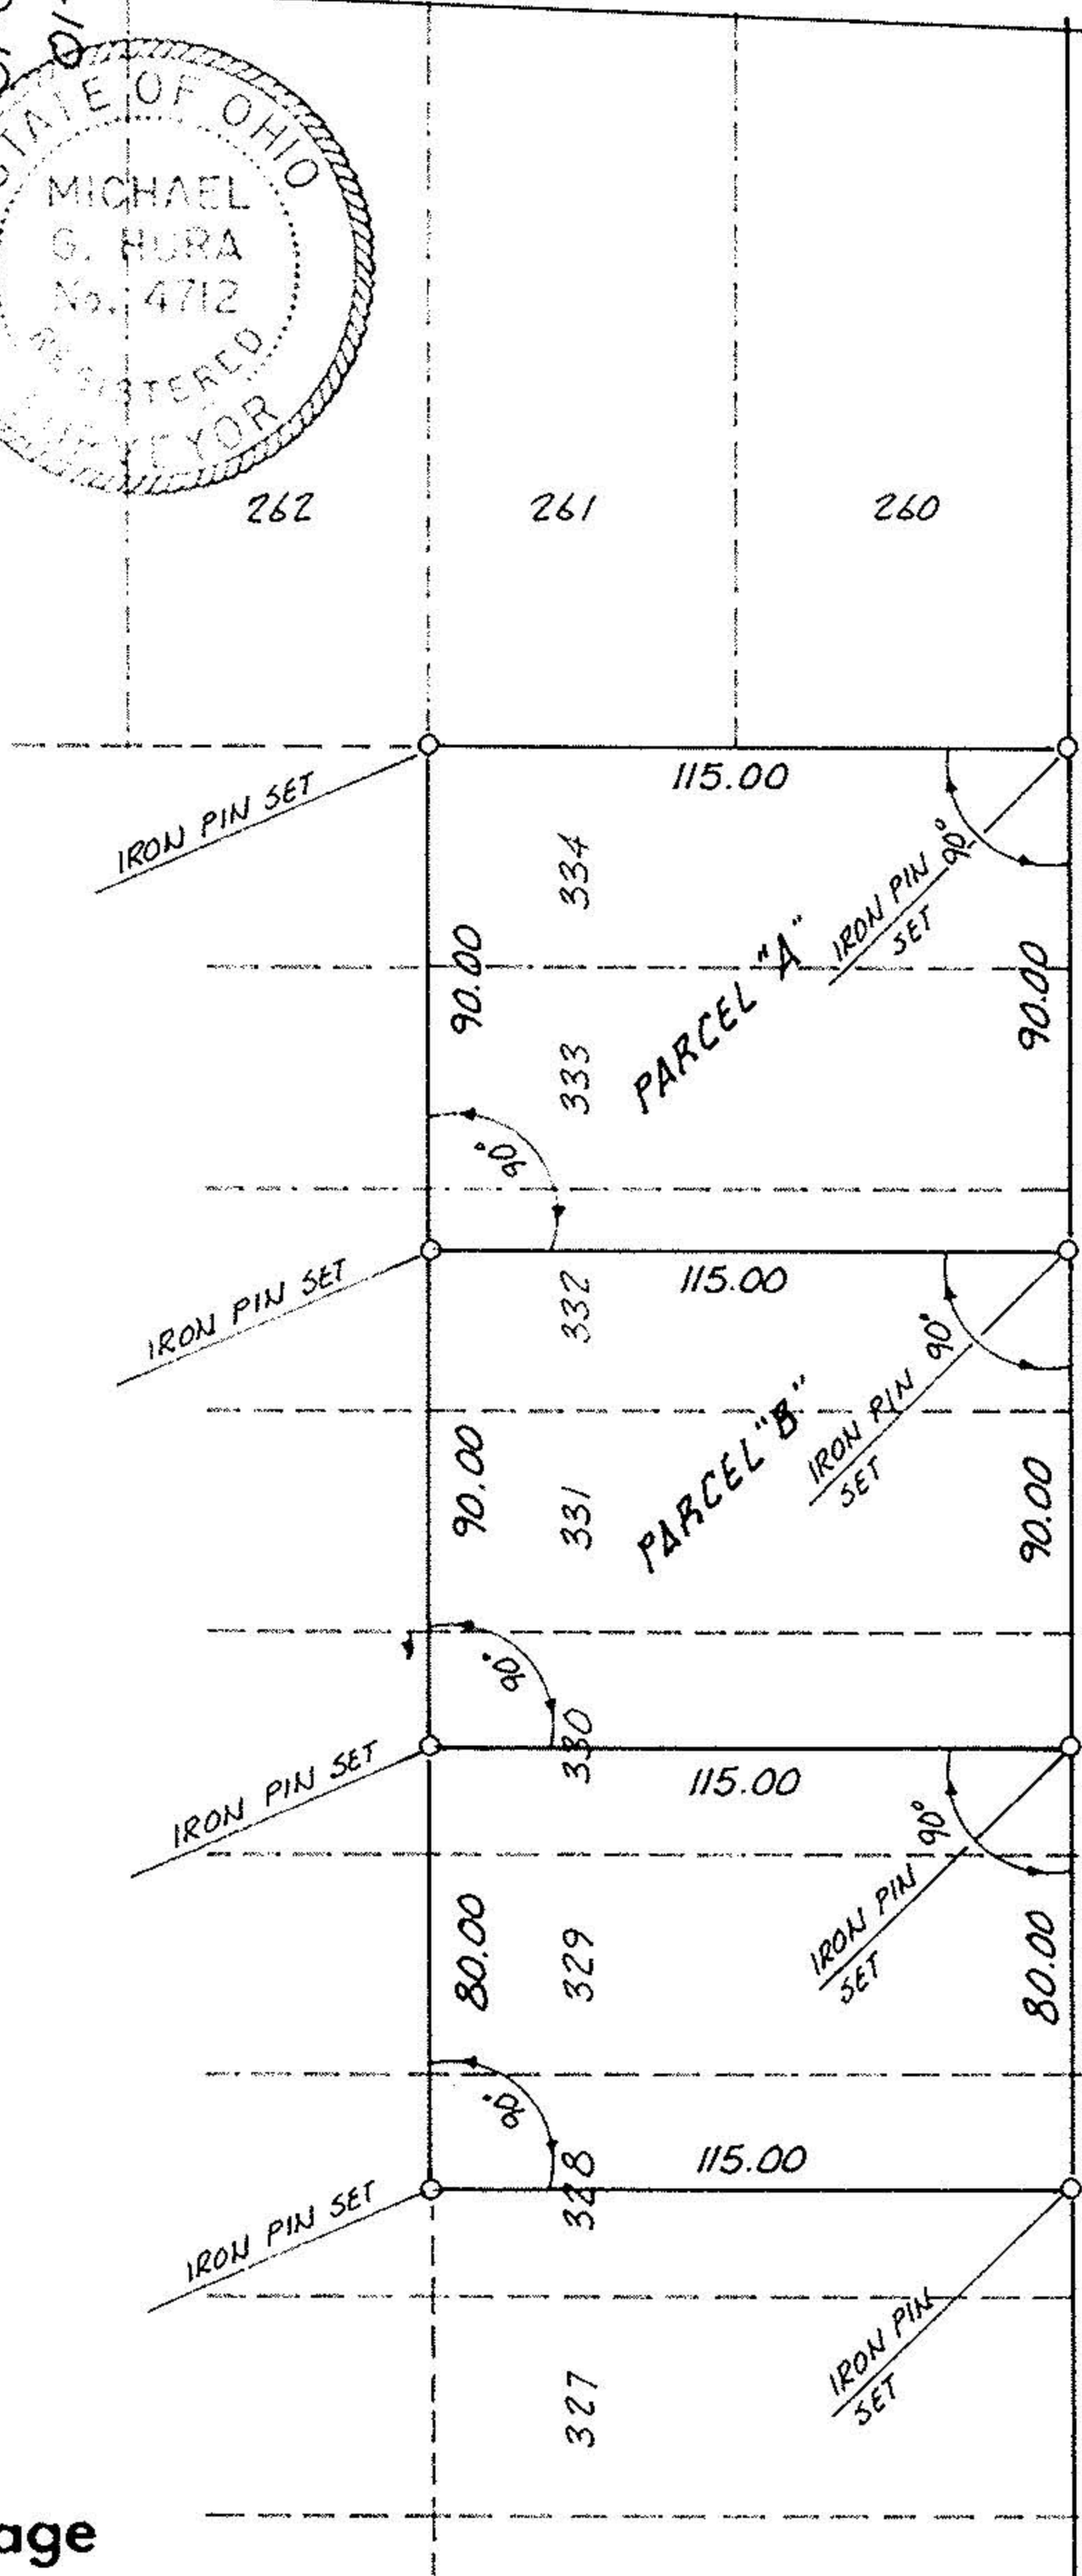 STATE OF OHIO
MICHAEL
G. HURA
No. 4712
REGISTERED
SURVEYOR
262
261
260
115.00
IRON PIN SET
334
90°
IRON PIN
SET
PARCEL "A"
90.00
90.00
333
90°
IRON PIN SET
332
115.00
90°
IRON PIN
SET
PARCEL "B"
90.00
331
90.00
90°
330
IRON PIN SET
115.00
90°
IRON PIN
SET
80.00
329
80.00
90°
328
115.00
IRON PIN SET
IRON PIN
SET
327